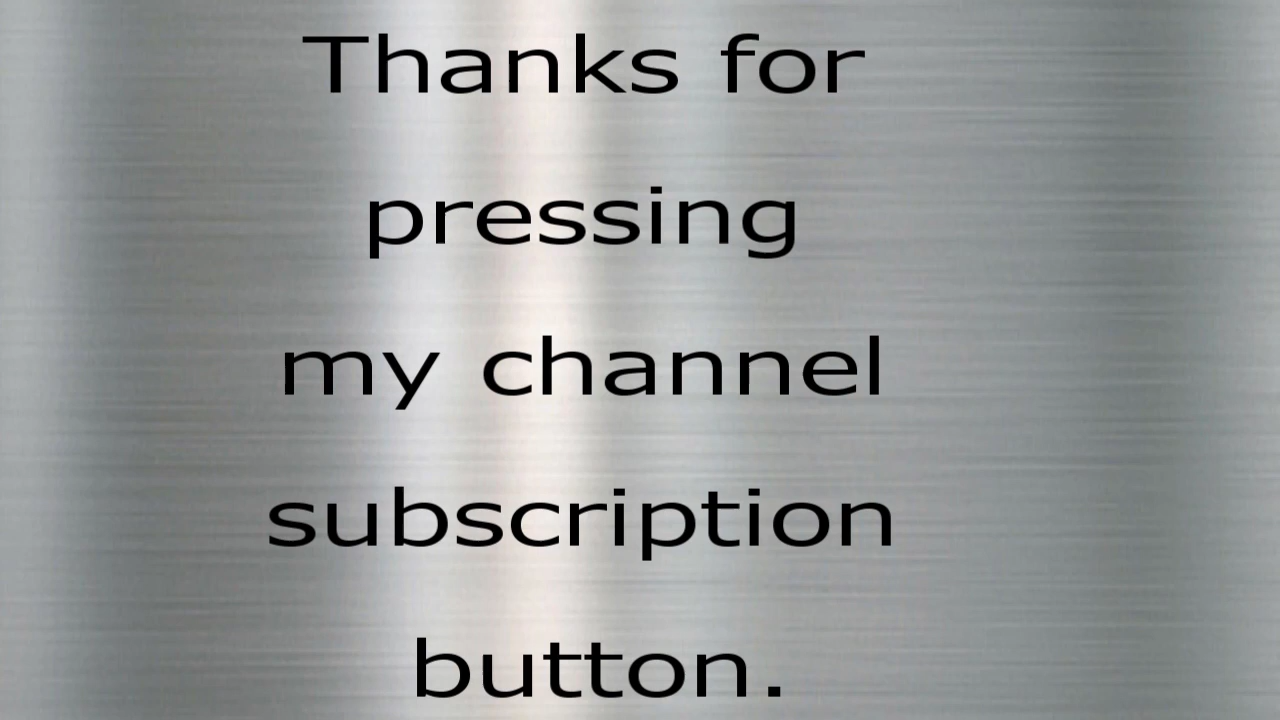 Thanks for
pressing
my channel
subscription
button.